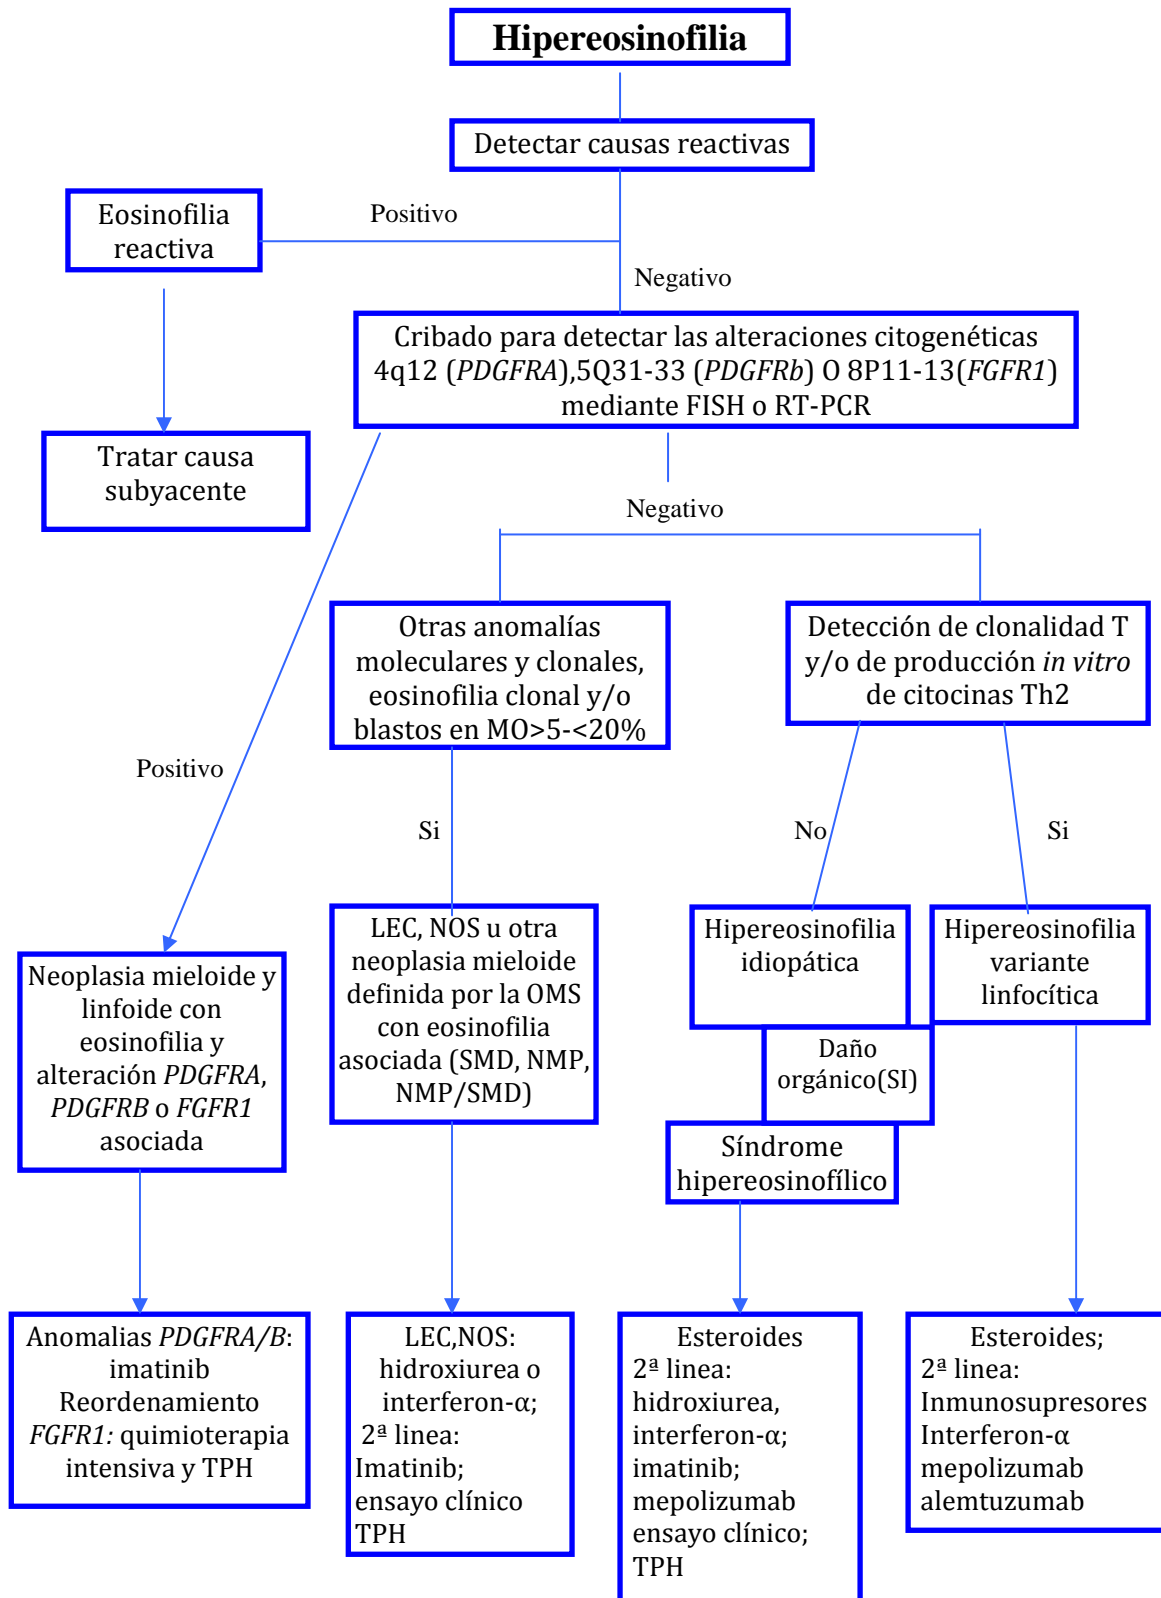 Hipereosinofilia
Detectar causas reactivas
Positivo
Eosinofilia
reactiva
Negativo
Tratar causa
subyacente
Cribado para detectar las alteraciones citogenéticas
4q12 (PDGFRA),5Q31-33 (PDGFRb) O 8P11-13(FGFR1)
mediante FISH o RT-PCR
Negativo
Otras anomalías
moleculares y clonales,
eosinofilia clonal y/o
blastos en MO>5-<20%
Detección de clonalidad T
y/o de producción in vitro
de citocinas Th2
Positivo
Si
No
Si
Neoplasia mieloide y
linfoide con
eosinofilia y
alteración PDGFRA,
PDGFRB o FGFR1
asociada
LEC, NOS u otra
neoplasia mieloide
definida por la OMS
con eosinofilia
asociada (SMD, NMP,
NMP/SMD)
Hipereosinofilia
idiopática
Hipereosinofilia
variante
linfocítica
Daño
orgánico(SI)
Síndrome
hipereosinofílico
Anomalias PDGFRA/B:
imatinib
Reordenamiento
FGFR1: quimioterapia
intensiva y TPH
LEC,NOS:
hidroxiurea o
interferon-α;
2ª linea:
Imatinib;
ensayo clínico
TPH
Esteroides
2ª linea:
hidroxiurea,
interferon-α;
imatinib;
mepolizumab
ensayo clínico;
TPH
Esteroides;
2ª linea:
Inmunosupresores
Interferon-α
mepolizumab
alemtuzumab